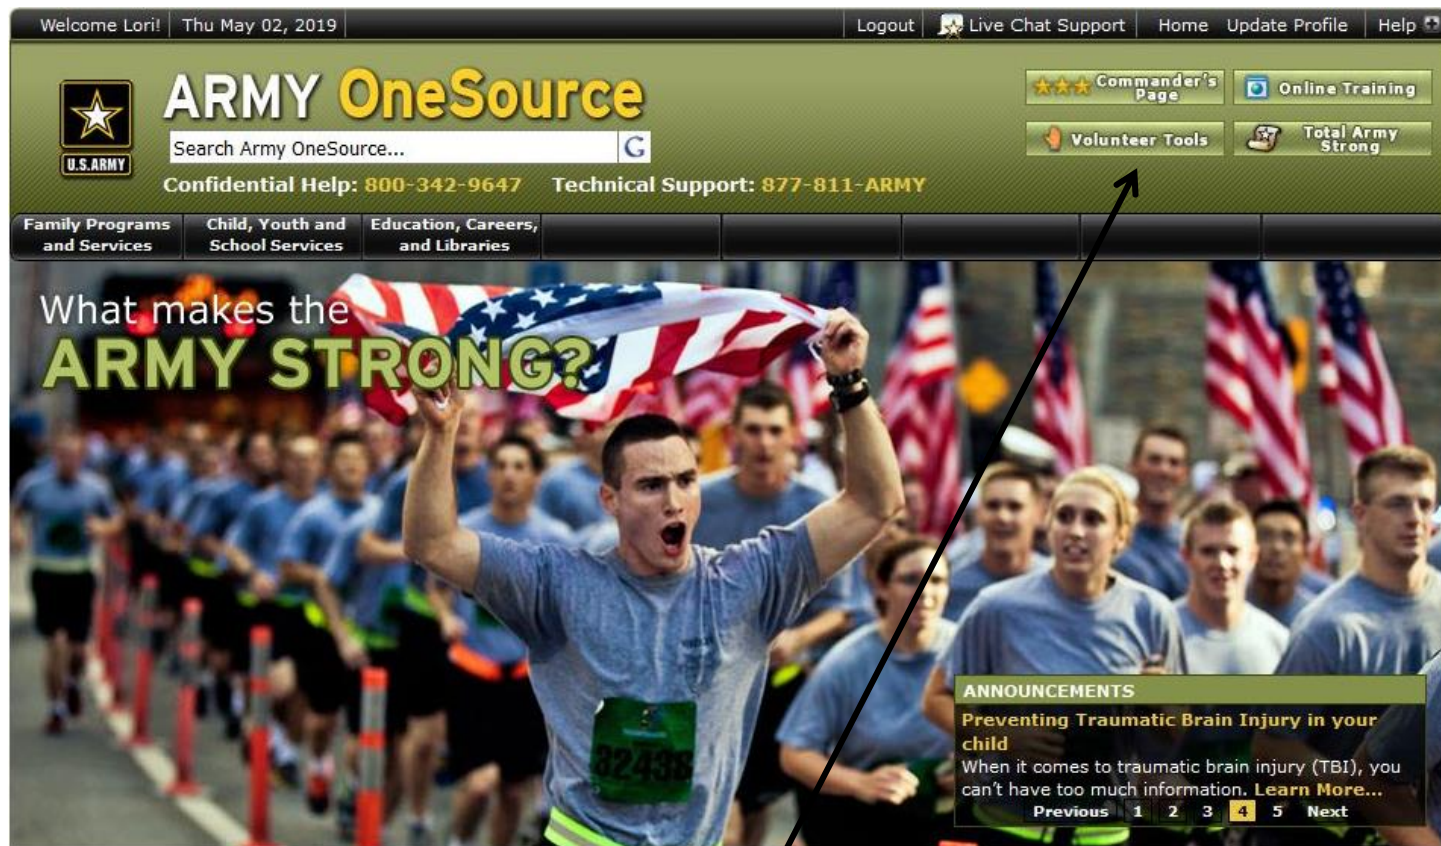 Welcome Lori! Thu May 02, 2019 Logout Live Chat Support Home Update Profile Help
ARMY OneSource
U.S.ARMY
Search Army OneSource...
Confidential Help: 800-342-9647 Technical Support: 877-811-ARMY
Commander's Page
Online Training
Volunteer Tools
Total Army Strong
Family Programs and Services
Child, Youth and School Services
Education, Careers, and Libraries
What makes the
ARMY STRONG?
32438
ANNOUNCEMENTS
Preventing Traumatic Brain Injury in your
child
When it comes to traumatic brain injury (TBI), you
can't have too much information. Learn More...
Previous 1 2 3 4 5 Next